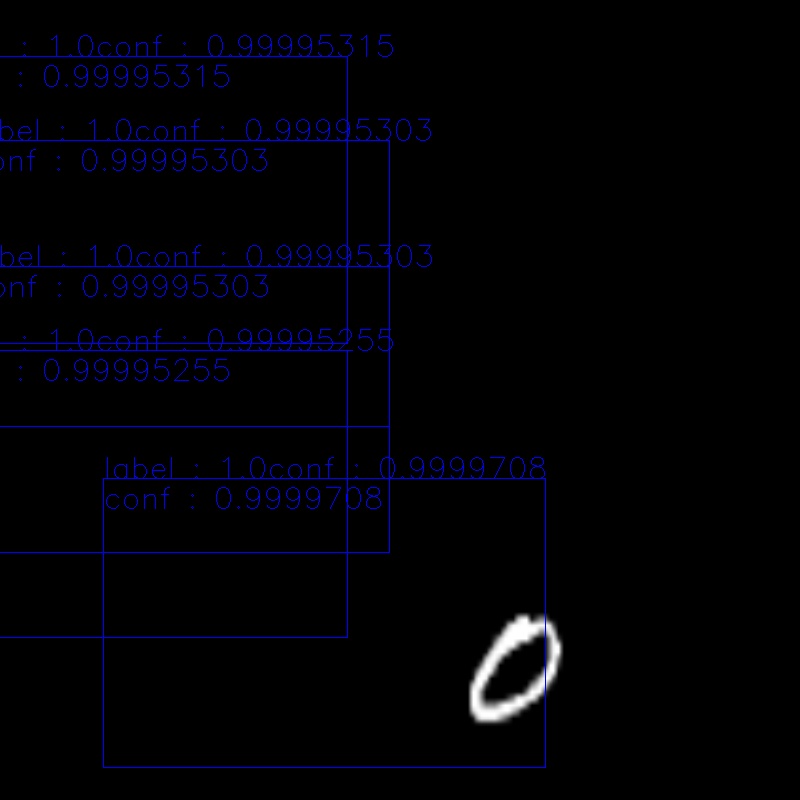 : 1.0conf : 0.99995315
: 0.99995315
bel : 1.0conf : 0.99995303
onf : 0.99995303
bel : 1.0conf : 0.99995303
onf : 0.99995303
: 1.0conf : 0.99995255
: 0.99995255
label : 1.0conf : 0.9999708
conf : 0.9999708
0